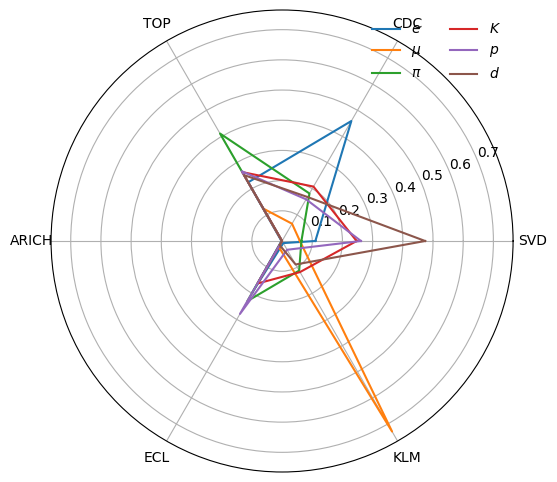 TOP
CDC
e K
μ p
π d
0.7
0.6
0.5
0.4
0.3
0.2
0.1
ARICH
SVD
ECL
KLM